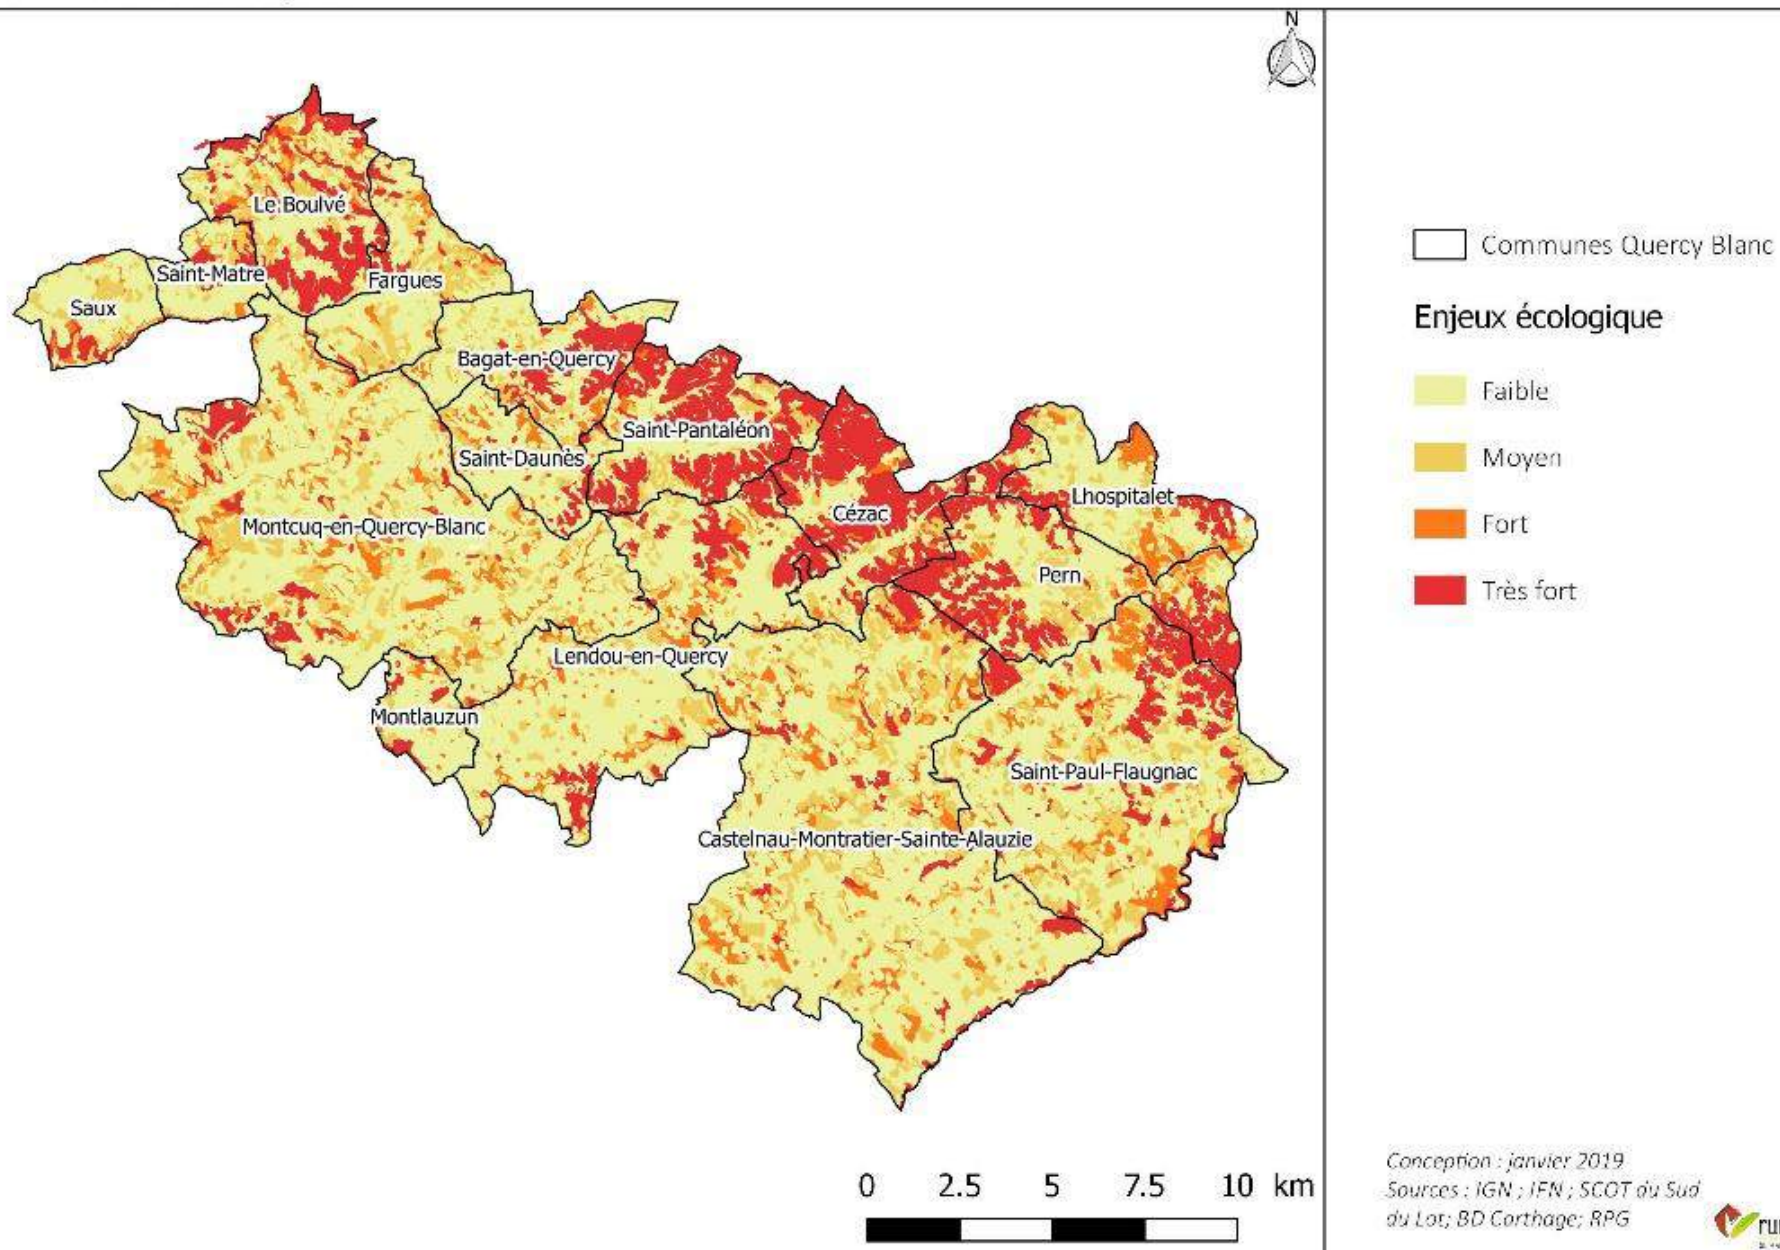 N
Le Boulvé
Saint-Matre
Fargues
Saux
Bagat-en-Quercy
Saint-Pantaléon
Saint-Daunès
Lhospitalet
Cézac
Montcuq-en-Quercy-Blanc
Pern
Lendou-en-Quercy
Montlauzun
Saint-Paul-Flaugnac
Castelnau-Montratier-Sainte-Alauzie
0 2.5 5 7.5 10 km
Communes Quercy Blanc
Enjeux écologique
Faible
Moyen
Fort
Très fort
Conception : janvier 2019
Sources : IGN ; IFN ; SCOT du Sud
du Lot; BD Carthage; RPG